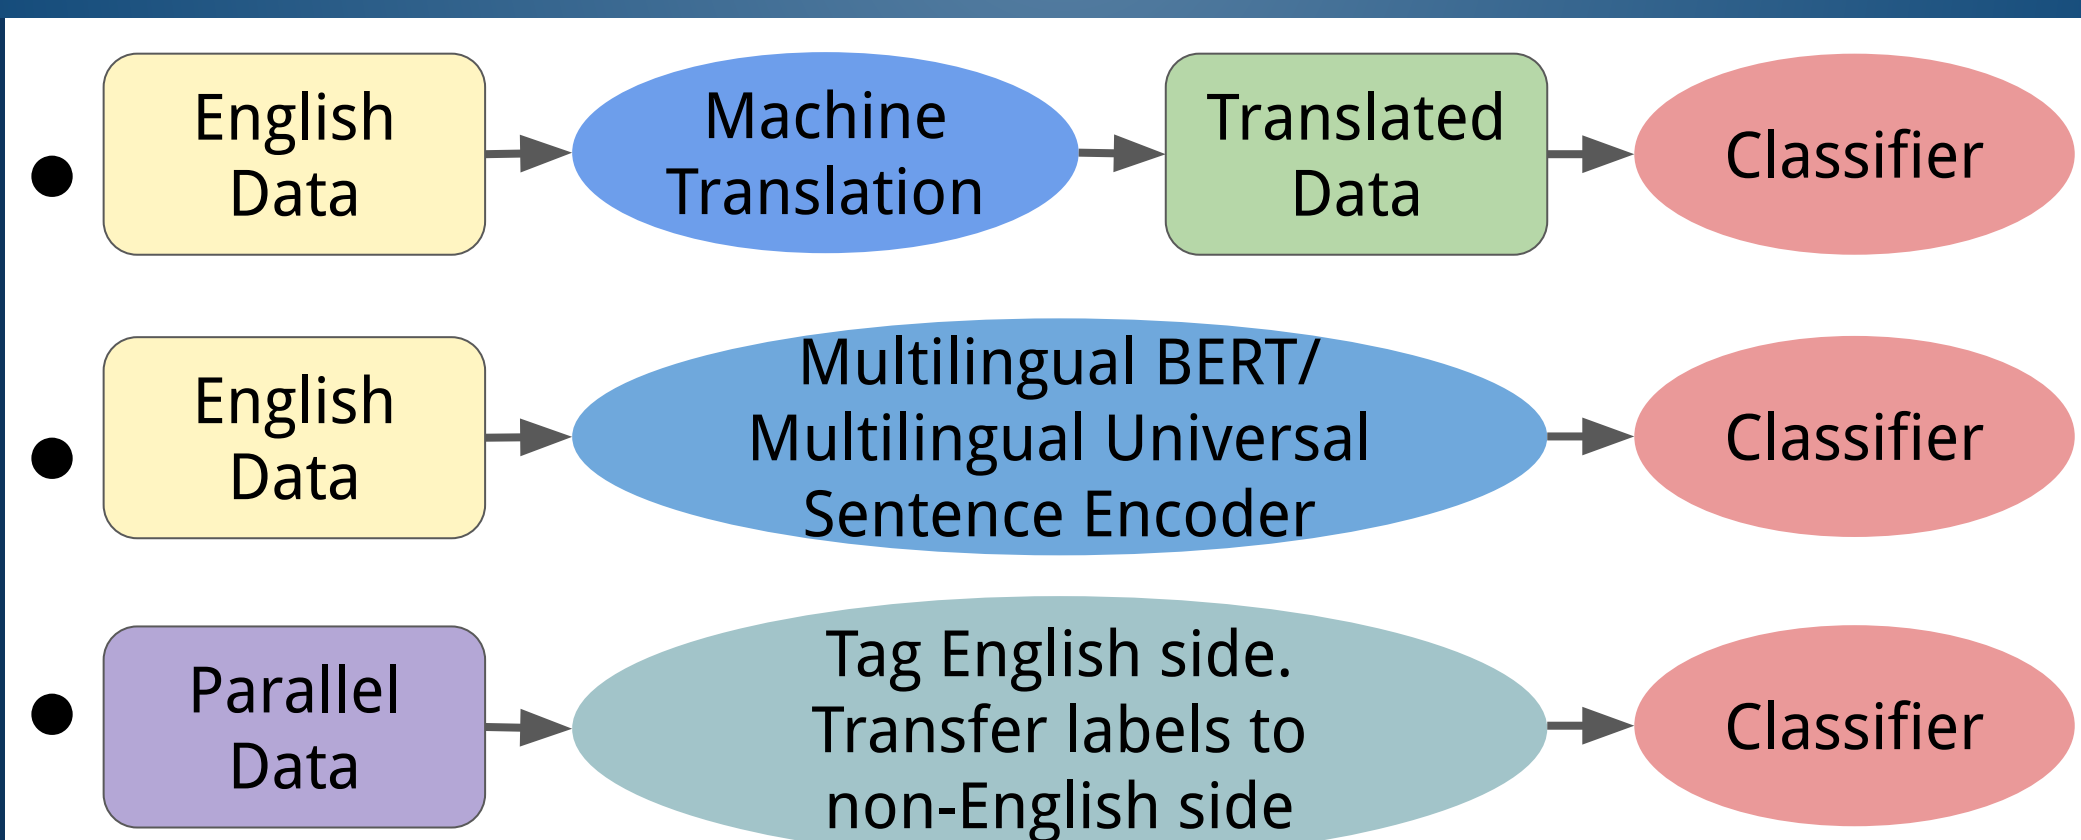 English
Data
Machine
Translation
Translated
Data
Classifier
English
Data
Multilingual BERT/
Multilingual Universal
Sentence Encoder
Classifier
Parallel
Data
Tag English side.
Transfer labels to
non-English side
Classifier